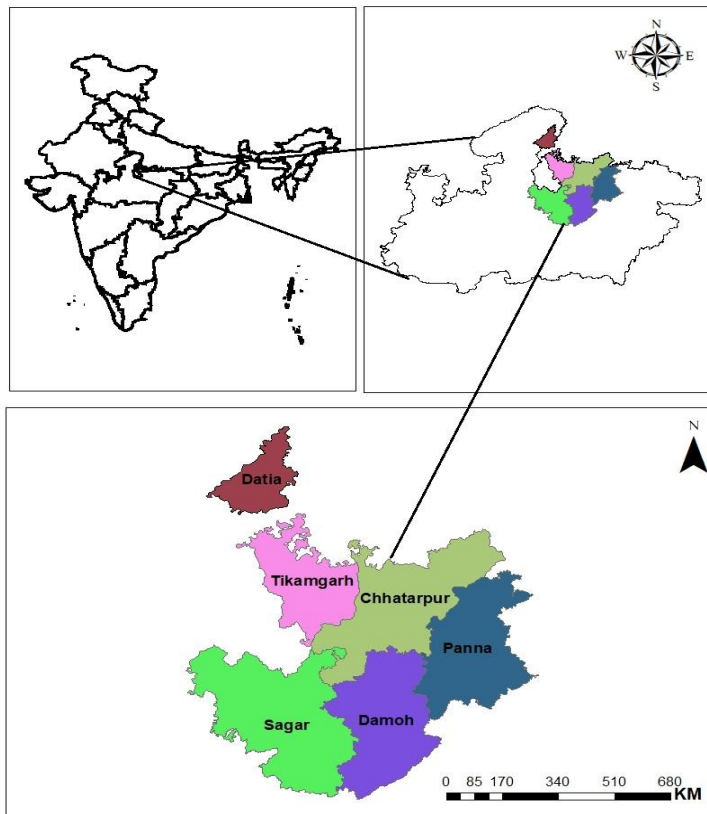 N
W E
S
N
Datia
Tikamgarh
Chhatarpur
Panna
Sagar
Damoh
0 85 170 340 510 680
KM